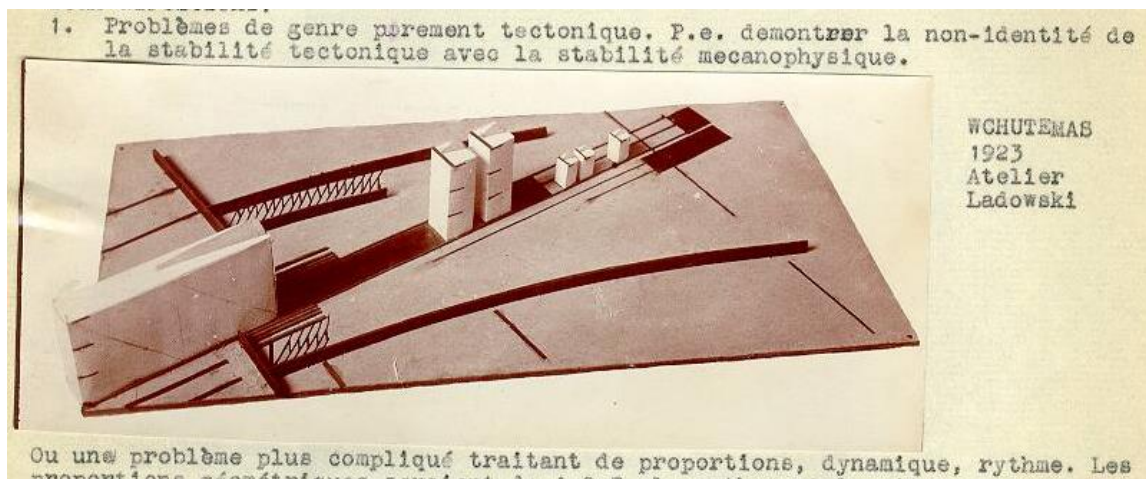 1. Problèmes de genre purement tectonique. P.e. demontrer la non-identité de
la stabilité tectonique avec la stabilité mecanophysique.
WCHUTEMAS
1923
Atelier
Ladowski
Ou une problème plus compliqué traitant de proportions, dynamique, rythme. Les